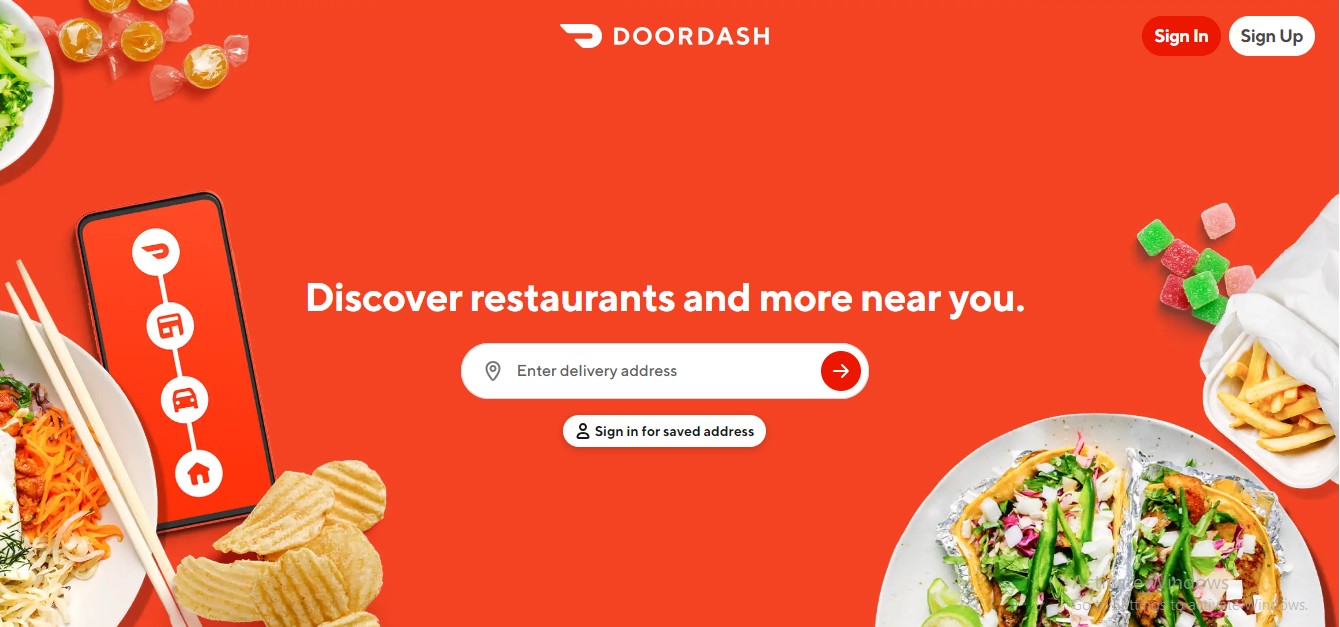 DOORDASH
Sign In
Sign Up
Discover restaurants and more near you.
Enter delivery address
Sign in for saved address
Activate Windows
Go to Settings to activate Windows.